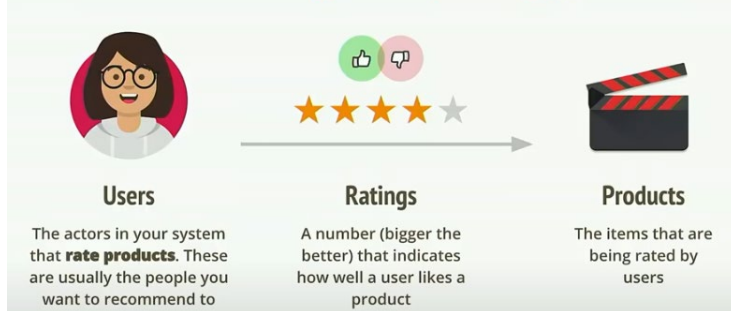 Users
The actors in your system
that rate products. These
are usually the people you
want to recommend to
Ratings
A number (bigger the
better) that indicates
how well a user likes a
product
Products
The items that are
being rated by
users